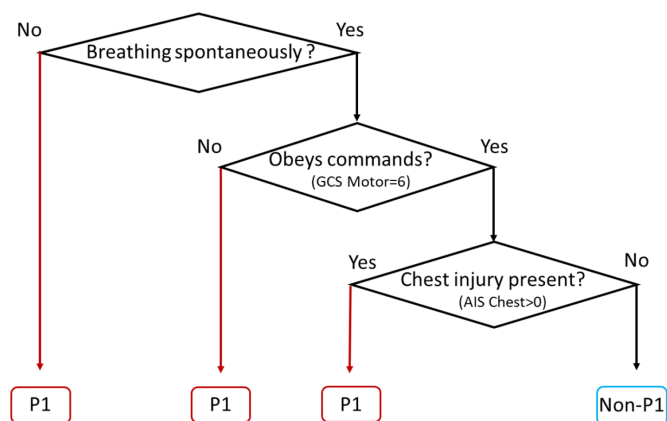 No
Yes
Breathing spontaneously ?
No
Yes
Obeys commands?
(GCS Motor=6)
Yes
No
Chest injury present?
(AIS Chest>0)
P1
P1
P1
Non-P1